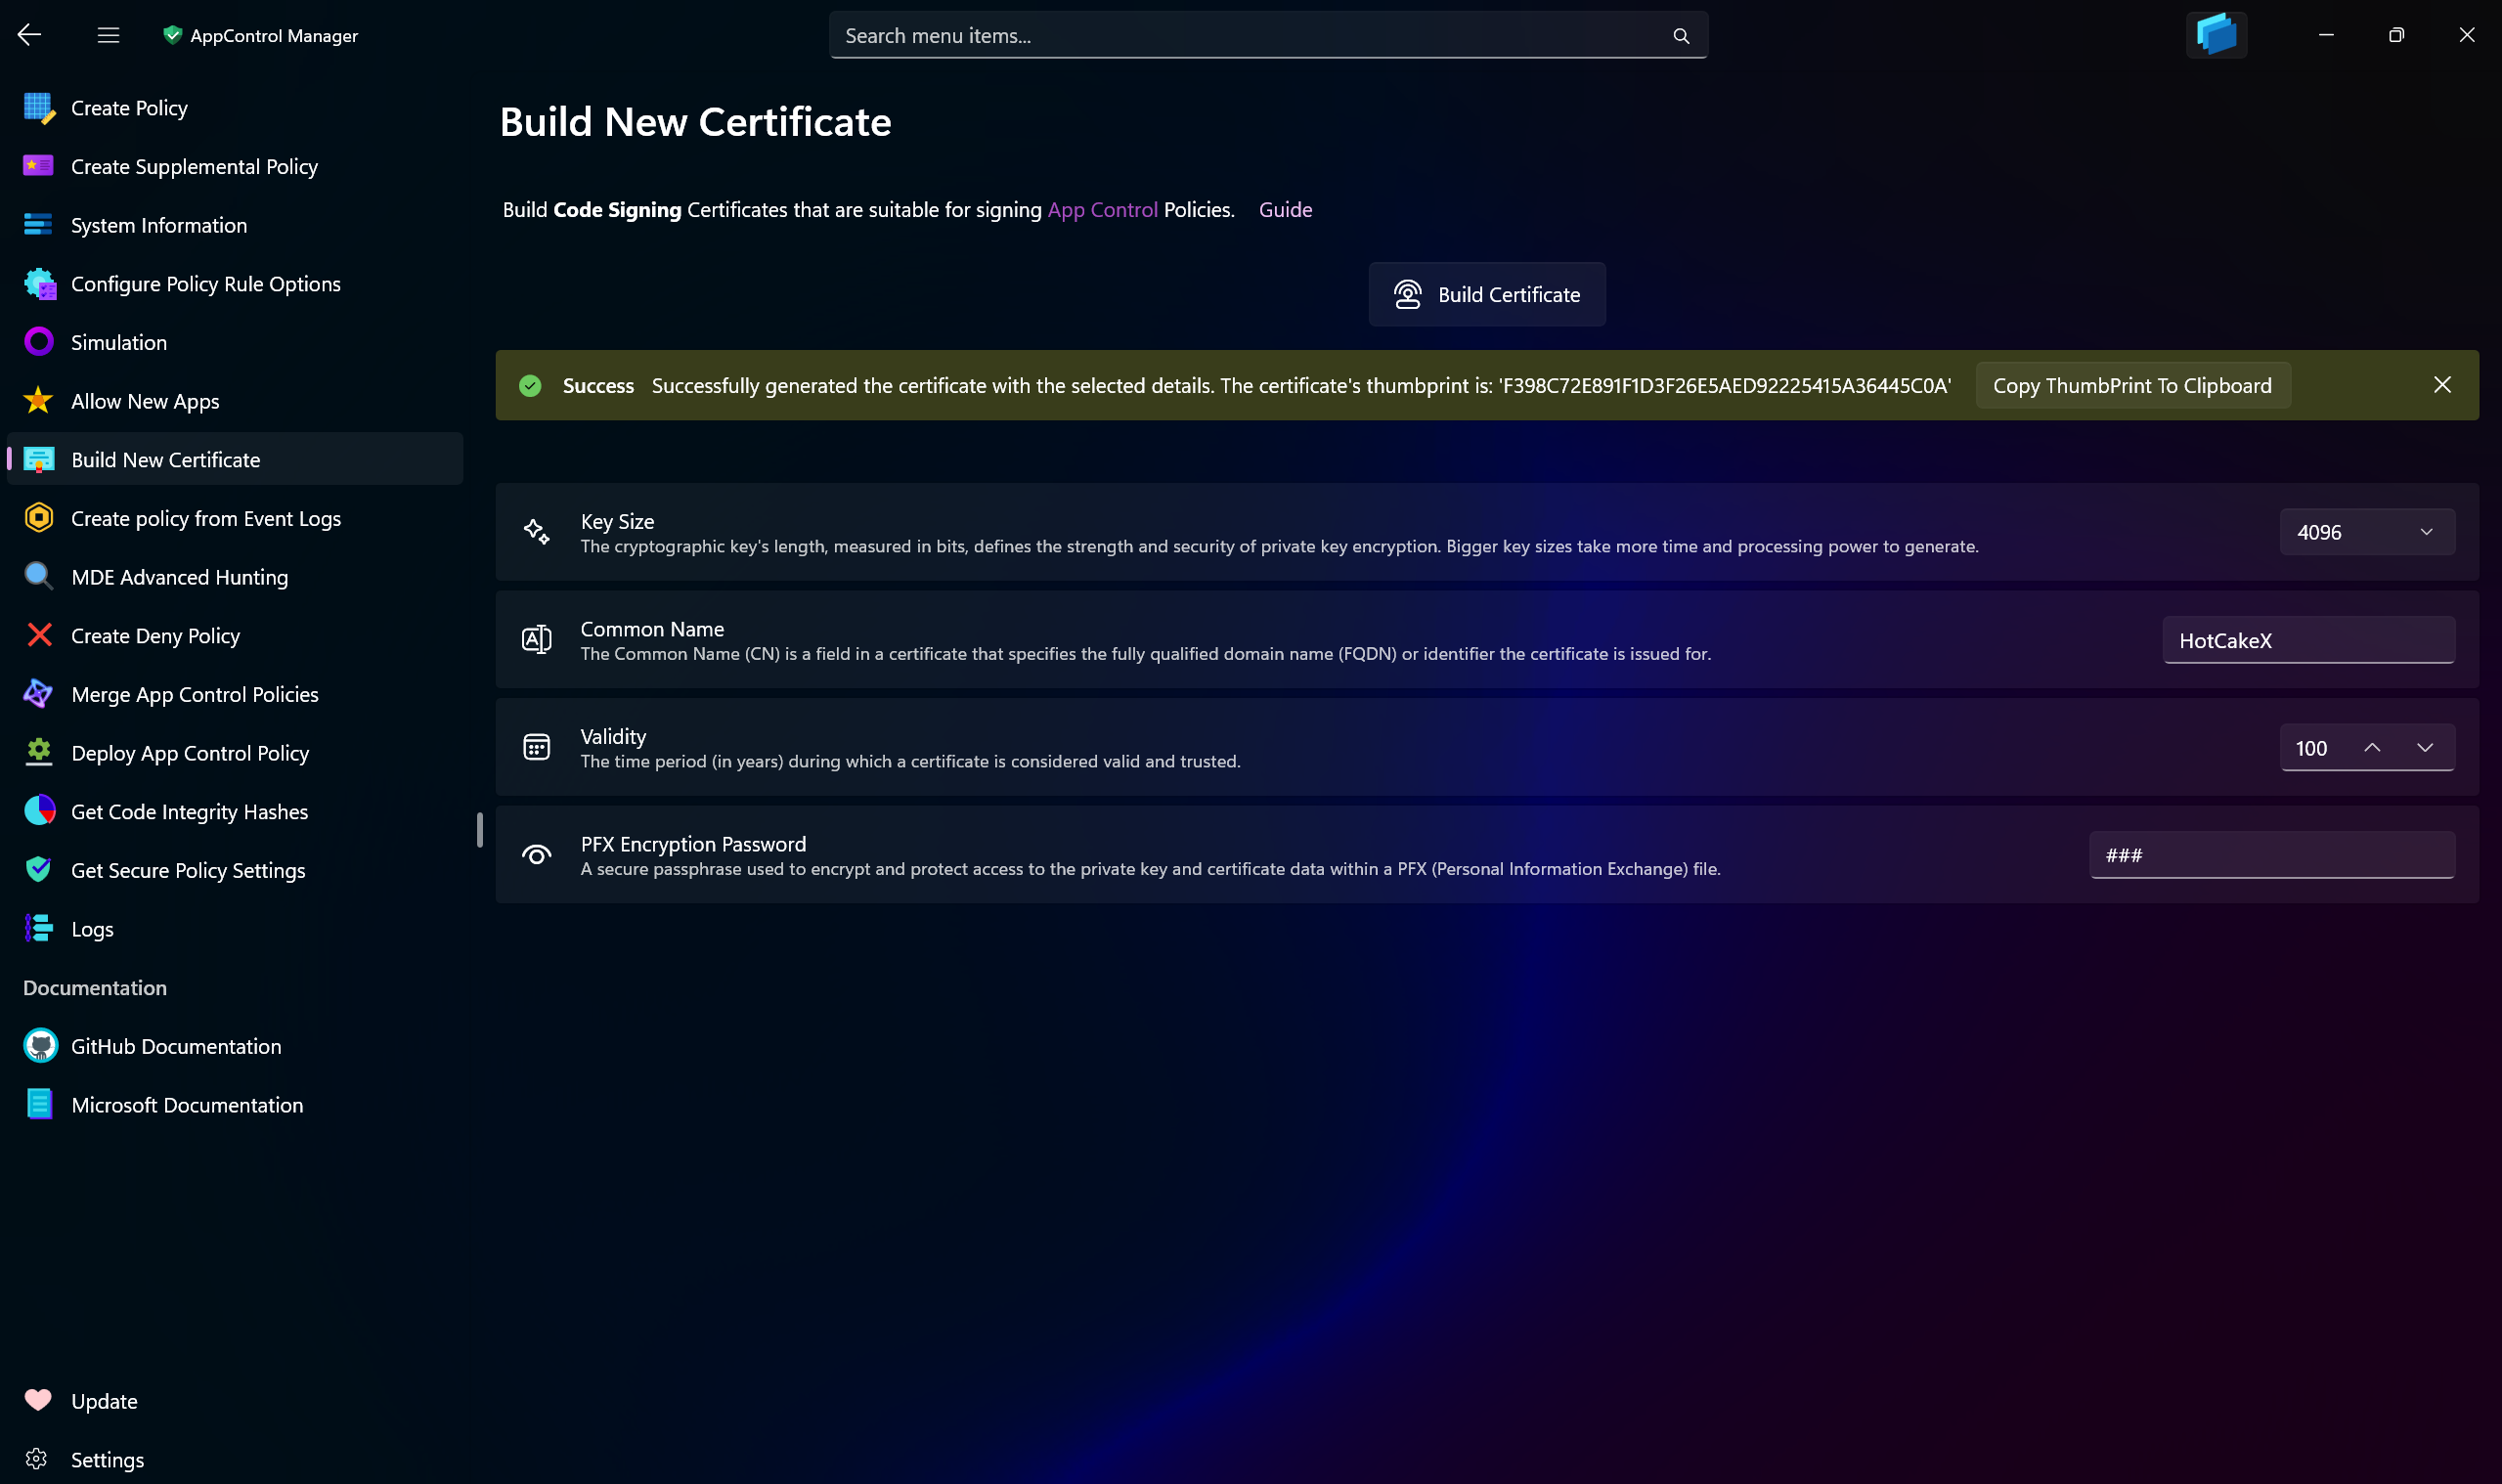 AppControl Manager
Search menu items...
Create Policy
Create Supplemental Policy
System Information
Configure Policy Rule Options
Simulation
Allow New Apps
Build New Certificate
Create policy from Event Logs
MDE Advanced Hunting
Create Deny Policy
Merge App Control Policies
Deploy App Control Policy
Get Code Integrity Hashes
Get Secure Policy Settings
Logs
Documentation
GitHub Documentation
Microsoft Documentation
Update
Settings
Build New Certificate
Build Code Signing Certificates that are suitable for signing App Control Policies. Guide
Build Certificate
Success Successfully generated the certificate with the selected details. The certificate's thumbprint is: 'F398C72E891F1D3F26E5AED92225415A36445C0A' Copy ThumbPrint To Clipboard
Key Size
The cryptographic key's length, measured in bits, defines the strength and security of private key encryption. Bigger key sizes take more time and processing power to generate.
4096
Common Name
The Common Name (CN) is a field in a certificate that specifies the fully qualified domain name (FQDN) or identifier the certificate is issued for.
HotCakeX
Validity
The time period (in years) during which a certificate is considered valid and trusted.
100
PFX Encryption Password
A secure passphrase used to encrypt and protect access to the private key and certificate data within a PFX (Personal Information Exchange) file.
###